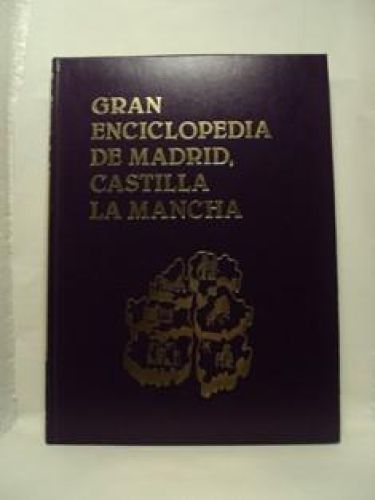 GRAN
ENCICLOPEDIA
DE MADRID,
CASTILLA
LA MANCHA